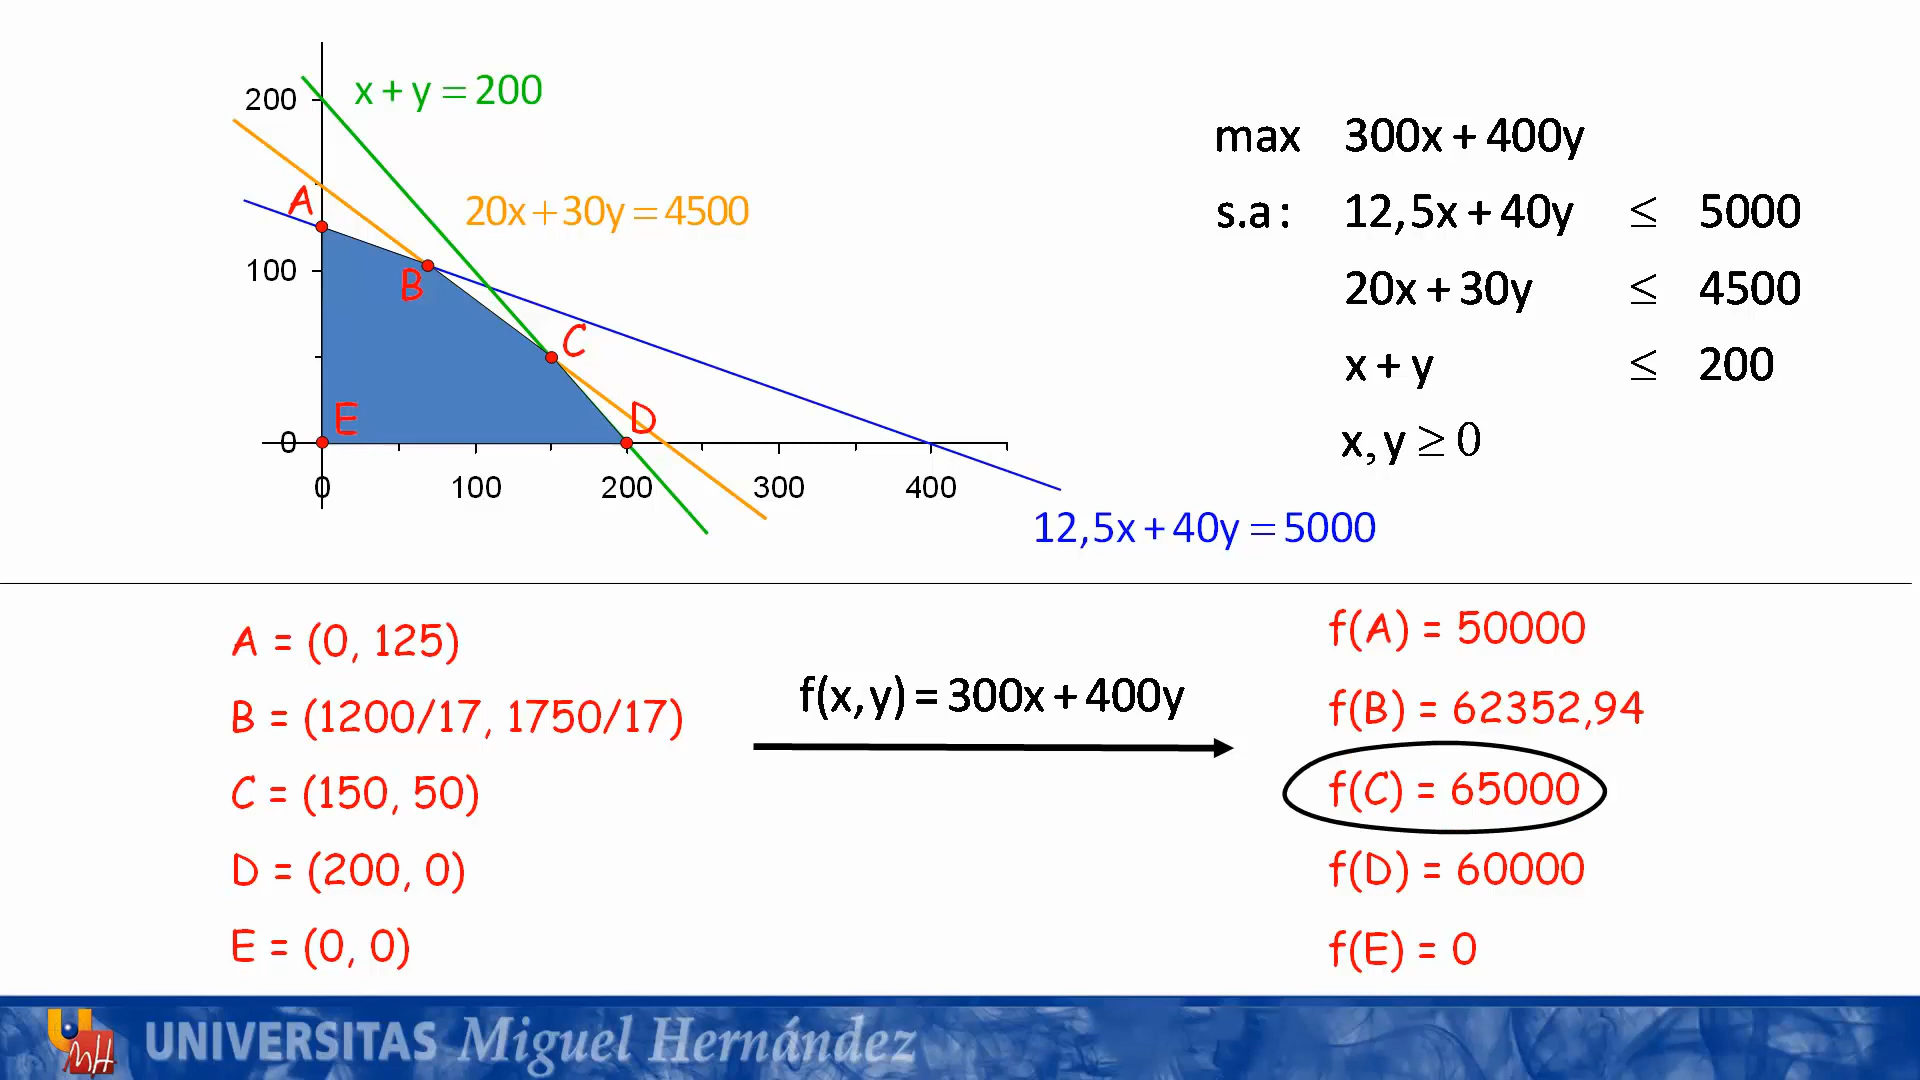 x + y = 200
200
A
20x + 30y = 4500
100
B
C
E
D
0
0 100 200 300 400
12,5x + 40y = 5000
max 300x + 400y
s.a: 12,5x + 40y ≤ 5000
20x + 30y ≤ 4500
x + y ≤ 200
x, y ≥ 0
A = (0, 125)
B = (1200/17, 1750/17)
C = (150, 50)
D = (200, 0)
E = (0, 0)
f(x, y) = 300x + 400y
f(A) = 50000
f(B) = 62352,94
f(C) = 65000
f(D) = 60000
f(E) = 0
UNIVERSITAS Miguel Hernández